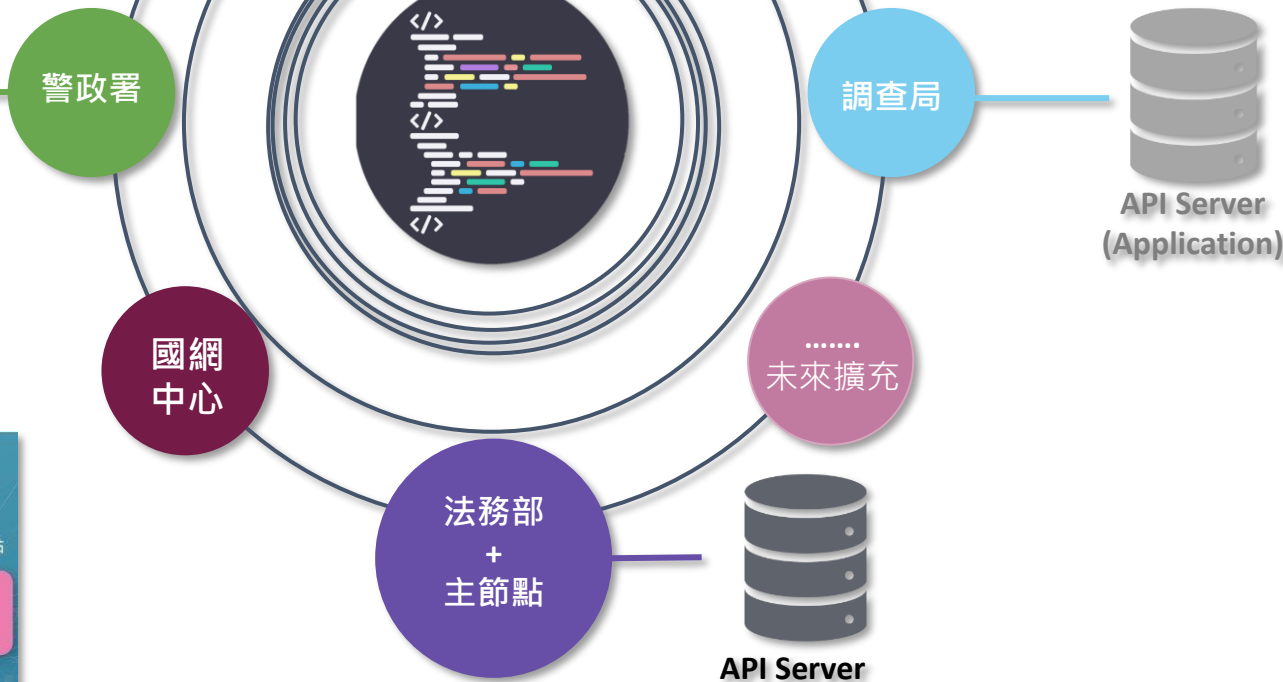 </>
</>
</>
警政署
調查局
API Server
(Application)
國網
中心
.......
未來擴充
法務部
+
主節點
API Server